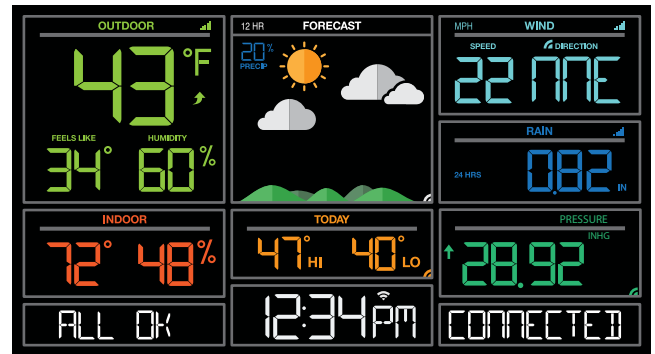 OUTDOOR
43°F
FEELS LIKE HUMIDITY
34° 60%
12 HR FORECAST
20%
PRECIP
MPH WIND
SPEED DIRECTION
22 NNE
RAIN
24 HRS 0.82 IN
INDOOR
72° 48%
TODAY
47° HI 40° LO
PRESSURE
INHG
28.92
ALL OK
12:34 PM
CONNECTED